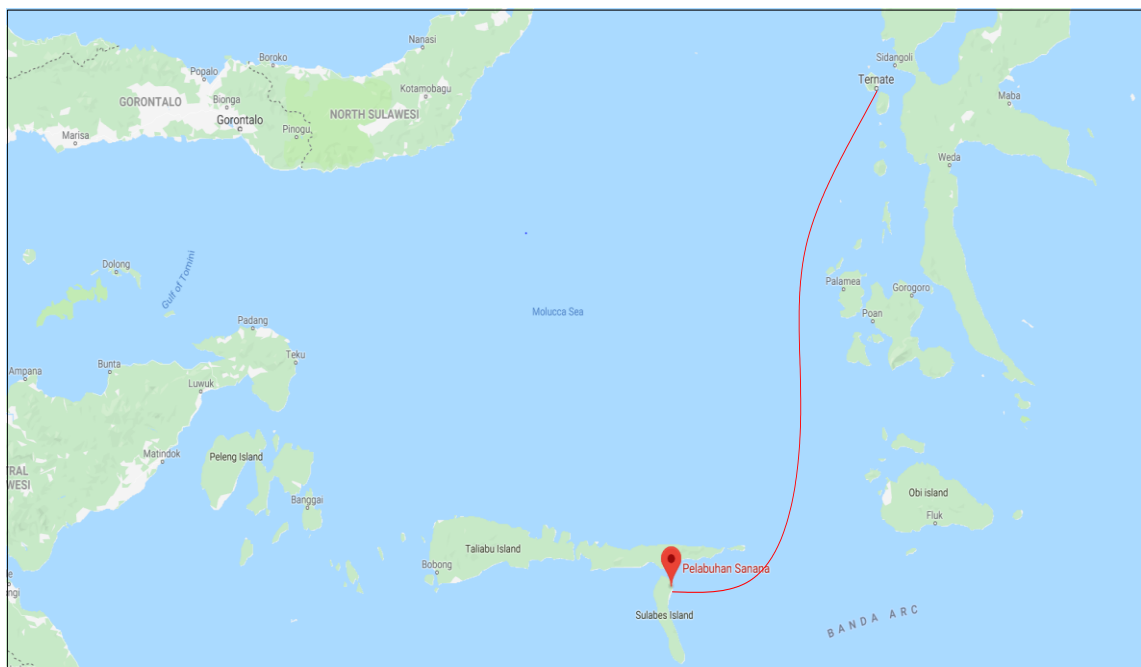 Nanasi
Boroko
Sidangoli
Popalo
Ternate
GORONTALO
Bionga
Kotamobagu
Maba
NORTH SULAWESI
Gorontalo
Marisa
Pinogu
Weda
Dolong
Gulf of Tomini
Palamea
Gorogoro
Molucca Sea
Padang
Poan
Teku
Bunta
Ampana
Luwuk
Matindok
Peleng Island
TRAL
WESI
Banggai
Obi island
Fluk
Taliabu Island
Bobong
Pelabuhan Sanana
Sulabes Island
BANDA ARC